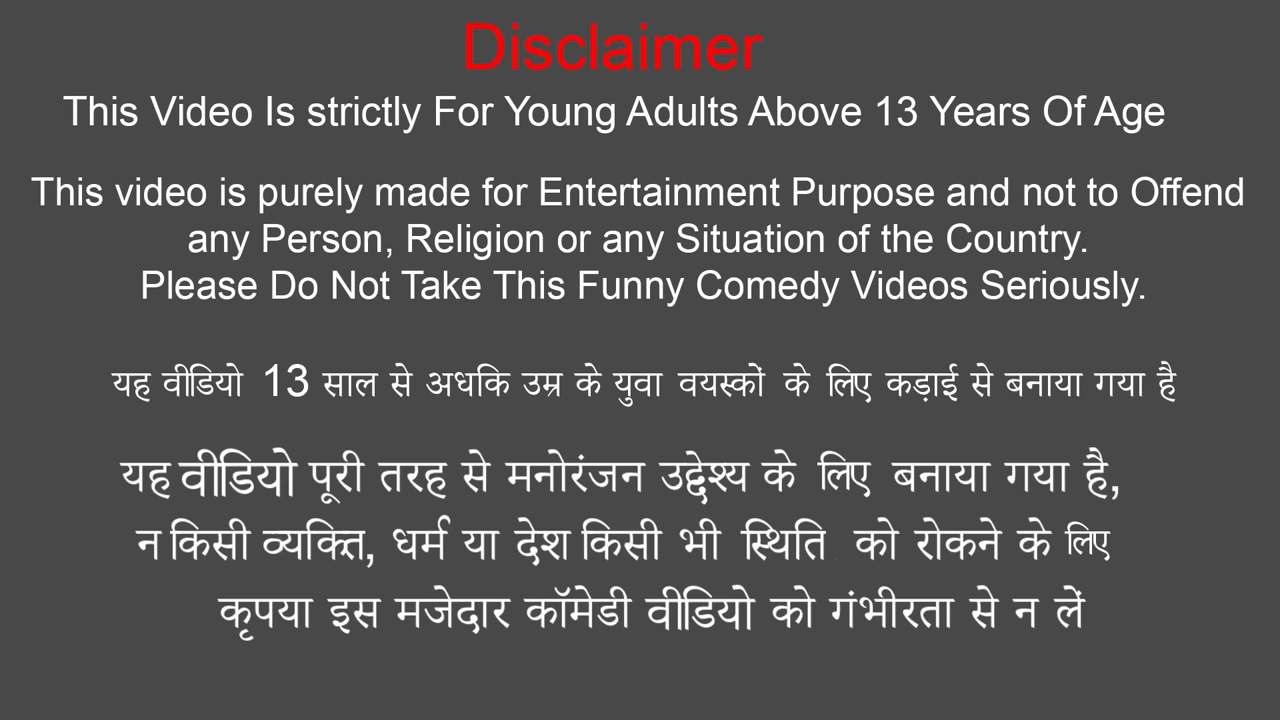 Disclaimer
This Video Is strictly For Young Adults Above 13 Years Of Age
This video is purely made for Entertainment Purpose and not to Offend
any Person, Religion or any Situation of the Country.
Please Do Not Take This Funny Comedy Videos Seriously.
यह वीडियो 13 साल से अधकि उम्र के युवा वयस्कों के लिए कड़ाई से बनाया गया है
यह वीडियो पूरी तरह से मनोरंजन उद्देश्य के लिए बनाया गया है,
न किसी व्यक्ति, धर्म या देश किसी भी स्थिति को रोकने के लिए
कृपया इस मजेदार कॉमेडी वीडियो को गंभीरता से न लें